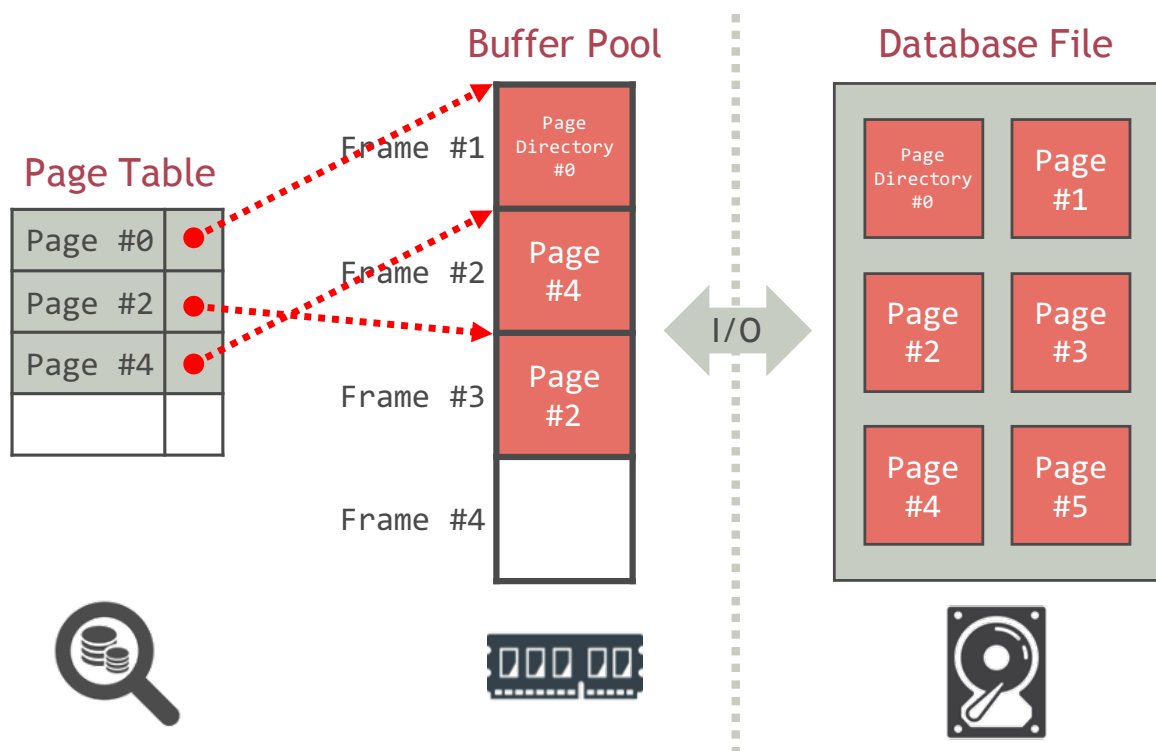 Buffer Pool
Database File
Page Table
Page #0
Page #2
Page #4
Frame #1
Frame #2
Frame #3
Frame #4
Page
Directory
#0
Page
#4
Page
#2
I/O
Page
Directory
#0
Page
#1
Page
#2
Page
#3
Page
#4
Page
#5